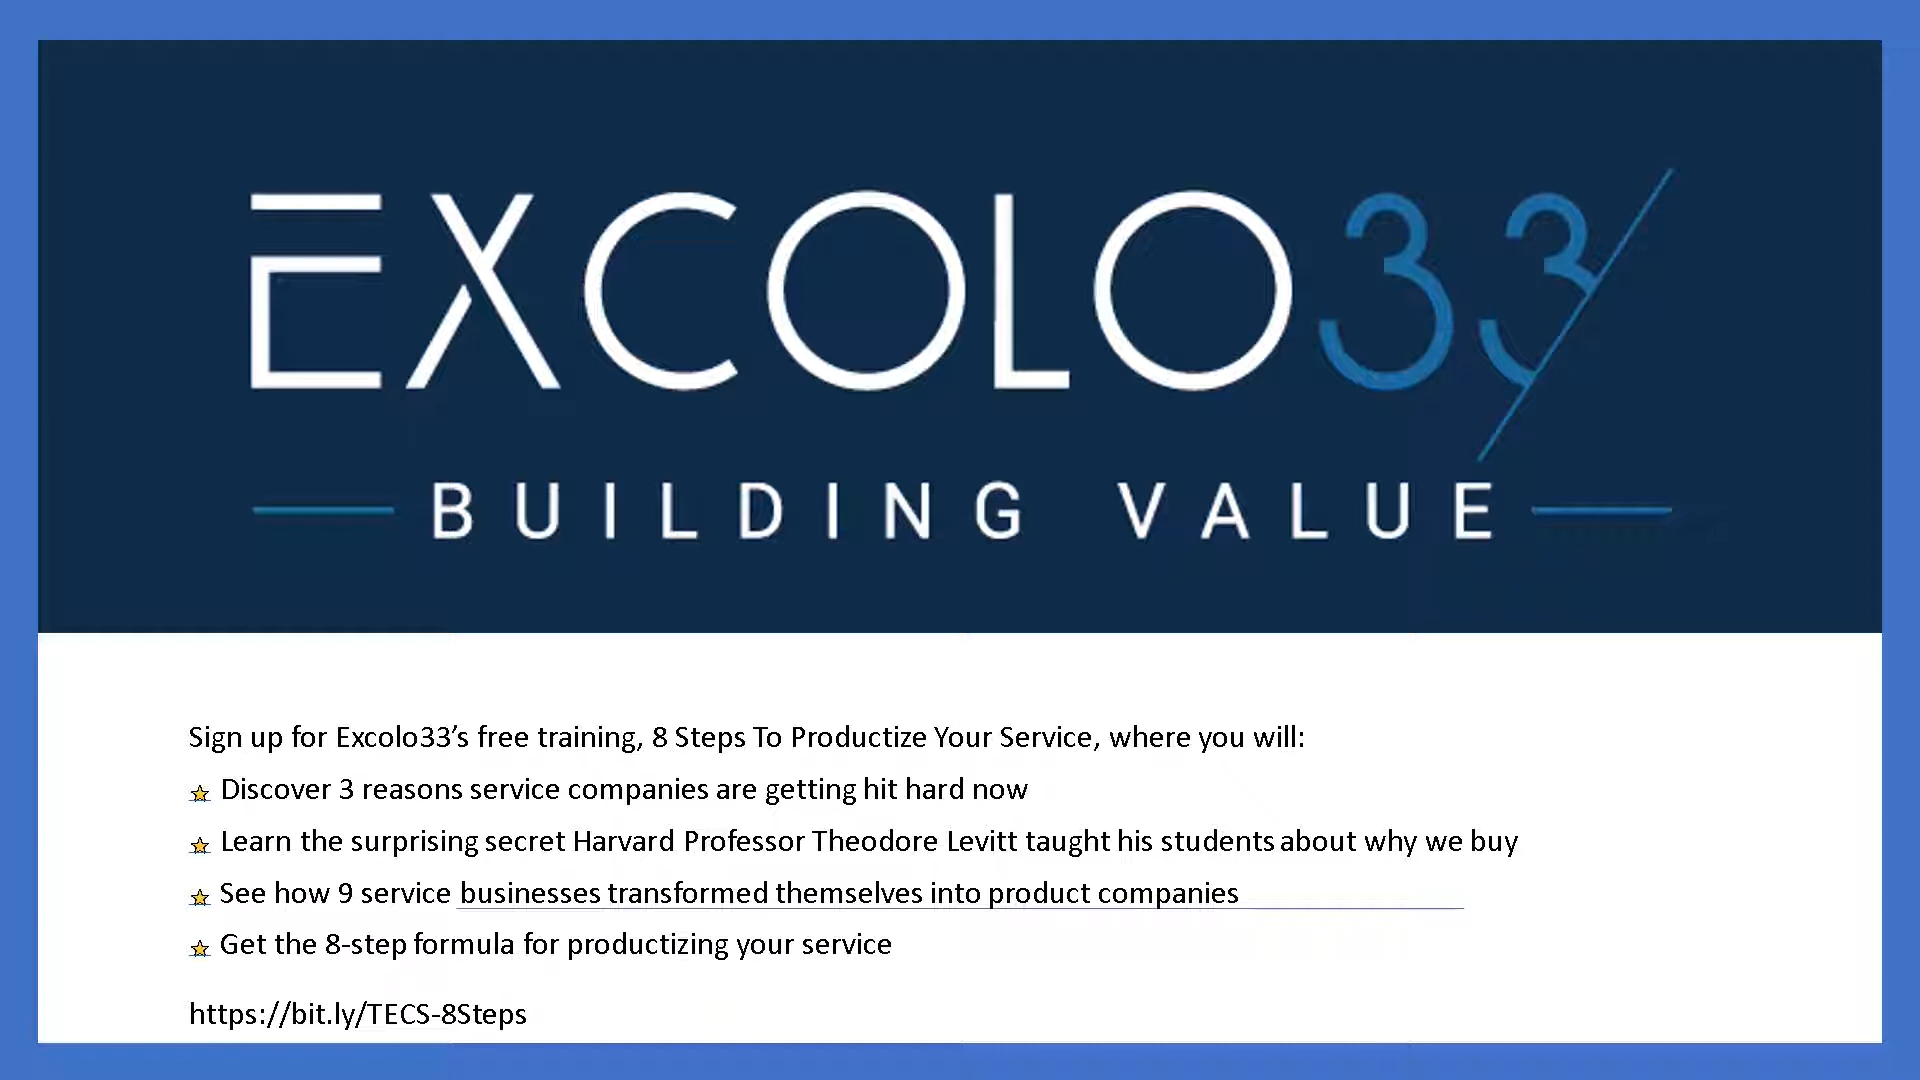 EXCOLO33
BUILDING VALUE
Sign up for Excolo33’s free training, 8 Steps To Productize Your Service, where you will:
Discover 3 reasons service companies are getting hit hard now
Learn the surprising secret Harvard Professor Theodore Levitt taught his students about why we buy
See how 9 service businesses transformed themselves into product companies
Get the 8-step formula for productizing your service
https://bit.ly/TECS-8Steps